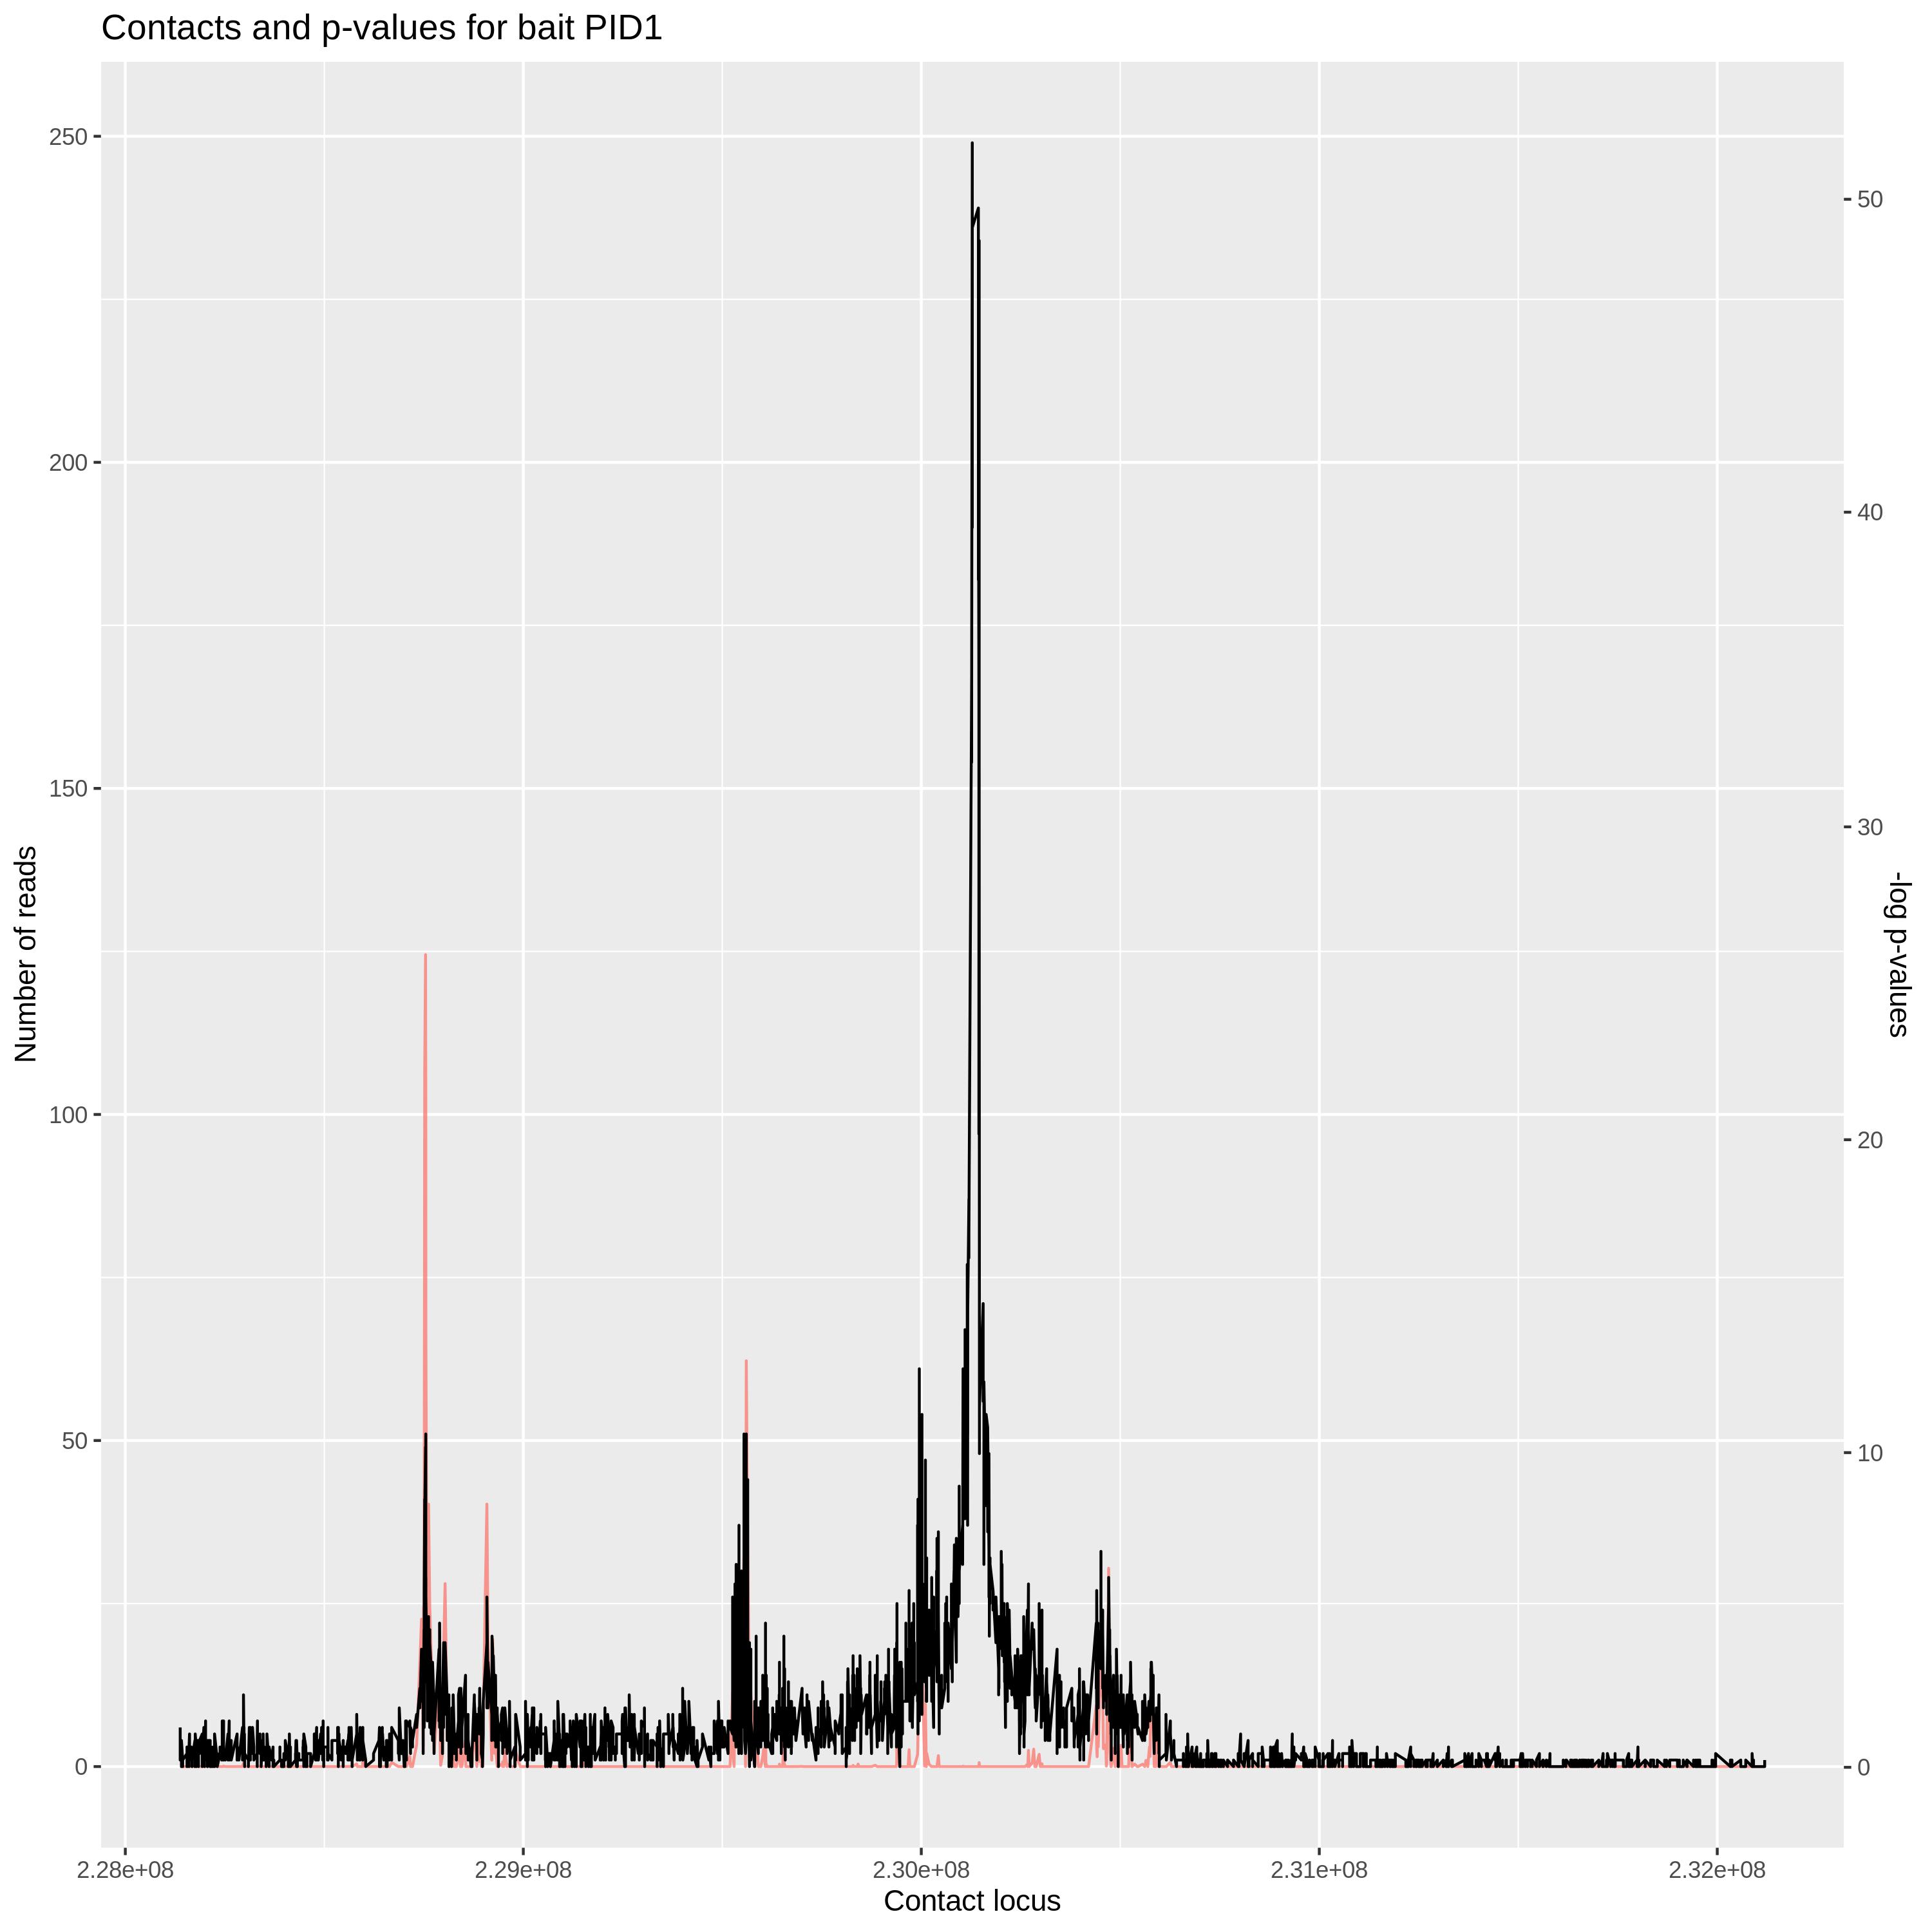 Contacts and p-values for bait PID1
250
200
150
100
50
0
Number of reads
50
40
30
20
10
0
-log p-values
2.28e+08 2.29e+08 2.30e+08 2.31e+08 2.32e+08
Contact locus